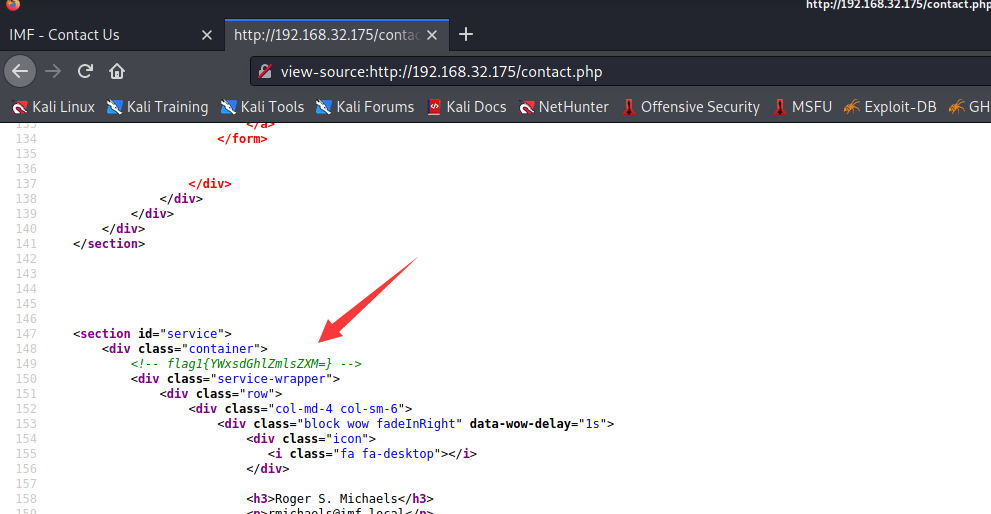 http://192.168.32.175/contact.php
IMF - Contact Us
http://192.168.32.175/contac
view-source:http://192.168.32.175/contact.php
Kali Linux Kali Training Kali Tools Kali Forums Kali Docs NetHunter Offensive Security MSFU Exploit-DB GH
133 </a>
134 </form>
135
136
137 </div>
138 </div>
139 </div>
140 </div>
141 </section>
142
143
144
145
146
147 <section id="service">
148 <div class="container">
149 <!-- flag1{YWxsdGhlZmlsZXM=} -->
150 <div class="service-wrapper">
151 <div class="row">
152 <div class="col-md-4 col-sm-6">
153 <div class="block wow fadeInRight" data-wow-delay="1s">
154 <div class="icon">
155 <i class="fa fa-desktop"></i>
156 </div>
157
158 <h3>Roger S. Michaels</h3>
159 <p>rmichaels@imf.local</p>